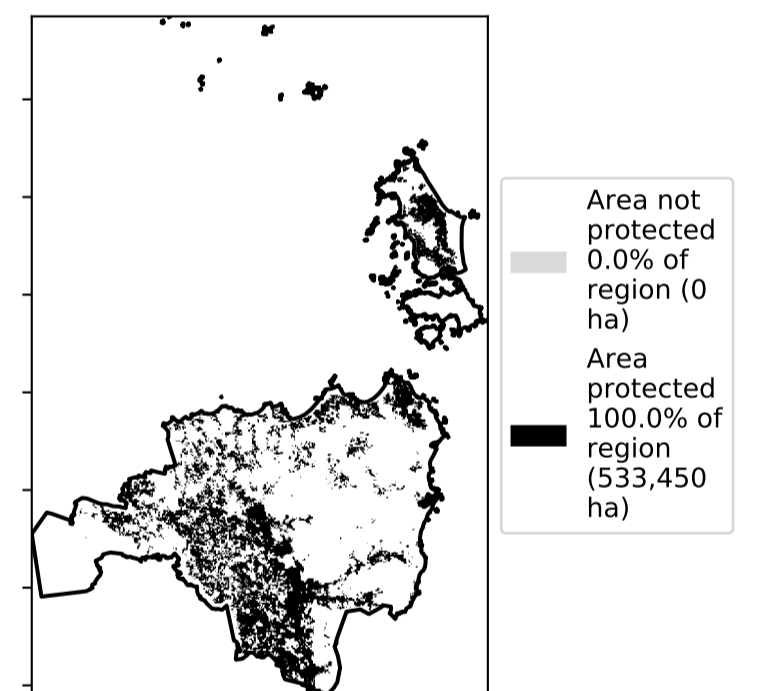 Area not
protected
0.0% of
region (0
ha)
Area
protected
100.0% of
region
(533,450
ha)